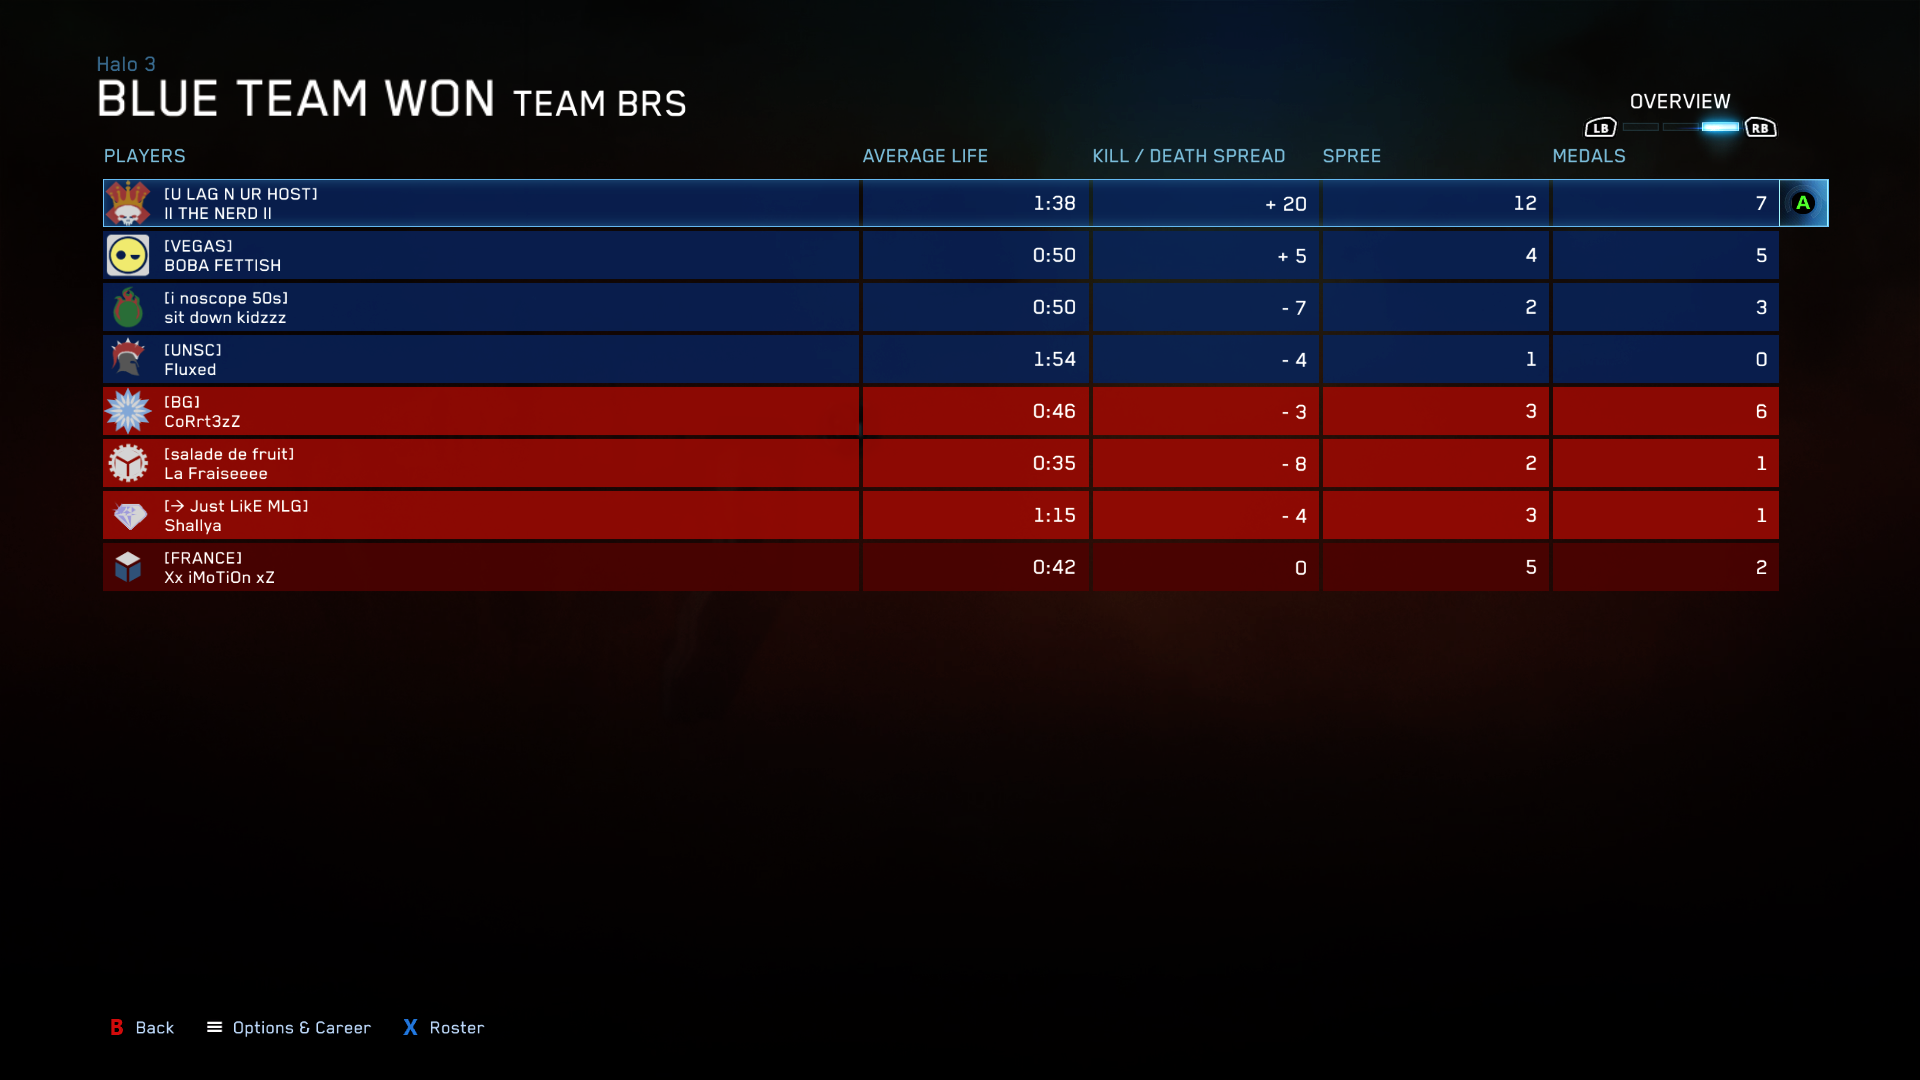 Halo 3
BLUE TEAM WON TEAM BRS
OVERVIEW
LB RB
PLAYERS AVERAGE LIFE KILL / DEATH SPREAD SPREE MEDALS
[U LAG N UR HOST]
II THE NERD II 1:38 + 20 12 7 A
[VEGAS]
BOBA FETTISH 0:50 + 5 4 5
[i noscope 50s]
sit down kidzzz 0:50 - 7 2 3
[UNSC]
Fluxed 1:54 - 4 1 0
[BG]
CoRrt3zZ 0:46 - 3 3 6
[salade de fruit]
La Fraiseeee 0:35 - 8 2 1
[→ Just LikE MLG]
Shallya 1:15 - 4 3 1
[FRANCE]
Xx iMoTiOn xZ 0:42 0 5 2
B Back ≡ Options & Career X Roster